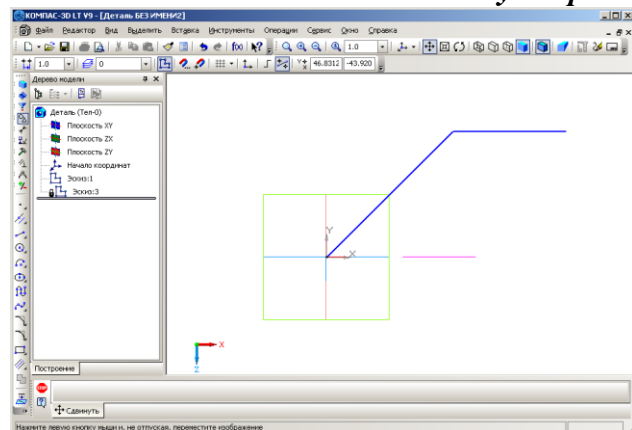 КОМПАС-3D LT V9 - [Деталь БЕЗ ИМЕНИ2]
Файл Редактор Вид Выделить Вставка Инструменты Операции Сервис Окно Справка
1.0
1.0 0 46.8312 -43.920
Дерево модели
Деталь (Тел-0)
Плоскость XY
Плоскость ZX
Плоскость ZY
Начало координат
Эскиз:1
Эскиз:3
Y
X
X
Z
Построение
STOP
Сдвинуть
Нажмите левую кнопку мыши и, не отпуская, переместите изображение